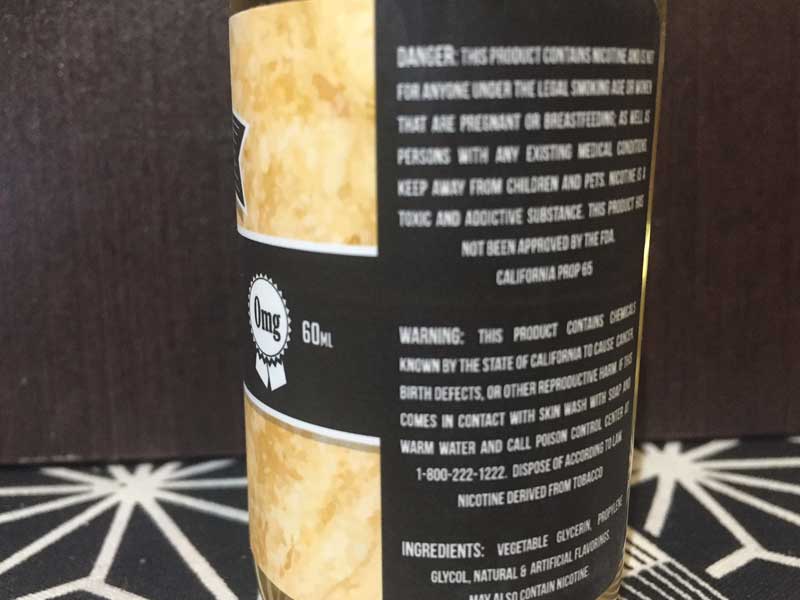 DANGER: THIS PRODUCT CONTAINS NICOTINE AND IS NOT
FOR ANYONE UNDER THE LEGAL SMOKING AGE OR WOMEN
THAT ARE PREGNANT OR BREASTFEEDING; AS WELL AS
PERSONS WITH ANY EXISTING MEDICAL CONDITIONS.
KEEP AWAY FROM CHILDREN AND PETS. NICOTINE IS A
TOXIC AND ADDICTIVE SUBSTANCE. THIS PRODUCT HAS
NOT BEEN APPROVED BY THE FDA.
CALIFORNIA PROP 65
0mg
60ML
WARNING: THIS PRODUCT CONTAINS CHEMICALS
KNOWN BY THE STATE OF CALIFORNIA TO CAUSE CANCER,
BIRTH DEFECTS, OR OTHER REPRODUCTIVE HARM. IF THIS
COMES IN CONTACT WITH SKIN WASH WITH SOAP AND
WARM WATER AND CALL POISON CONTROL CENTER AT
1-800-222-1222. DISPOSE OF ACCORDING TO LAW.
NICOTINE DERIVED FROM TOBACCO
INGREDIENTS: VEGETABLE GLYCERIN, PROPYLENE
GLYCOL, NATURAL & ARTIFICIAL FLAVORINGS.
MAY ALSO CONTAIN NICOTINE.